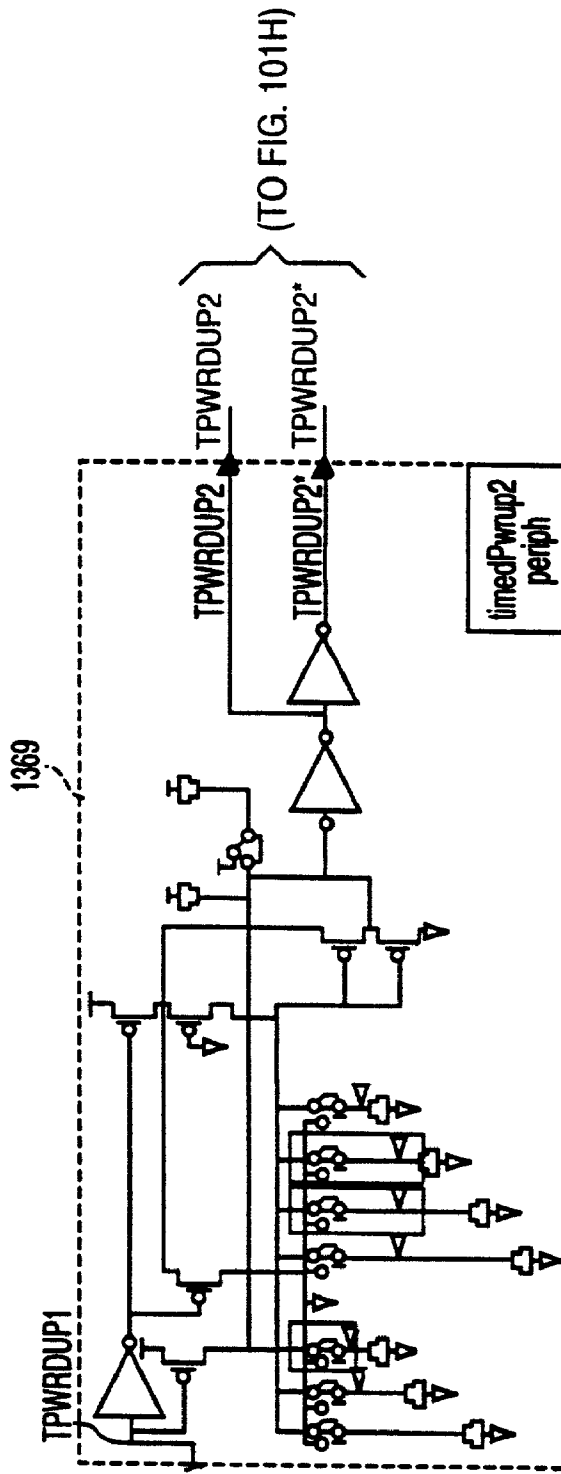 1369
TPWRDUP1
TPWRDUP2
TPWRDUP2
TPWRDUP2*
TPWRDUP2*
(TO FIG. 101H)
timedPwrup2
periph